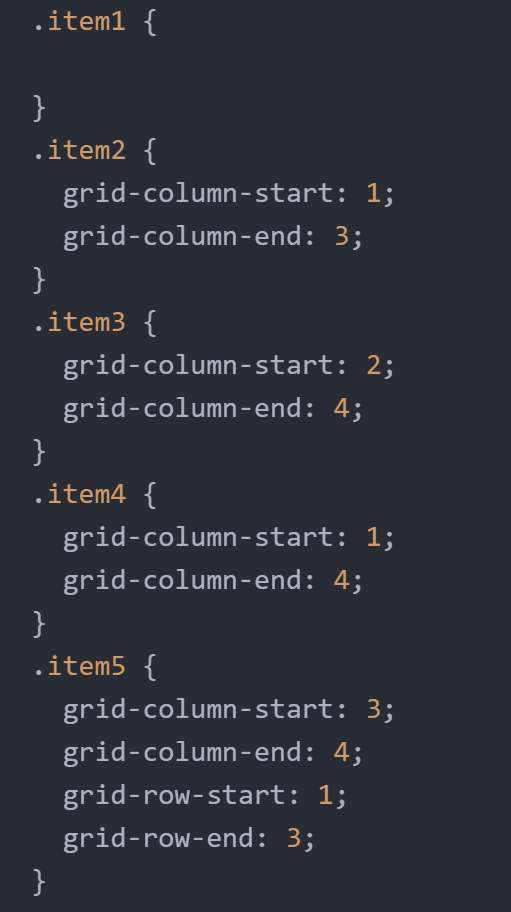 .item1 {
}
.item2 {
  grid-column-start: 1;
  grid-column-end: 3;
}
.item3 {
  grid-column-start: 2;
  grid-column-end: 4;
}
.item4 {
  grid-column-start: 1;
  grid-column-end: 4;
}
.item5 {
  grid-column-start: 3;
  grid-column-end: 4;
  grid-row-start: 1;
  grid-row-end: 3;
}